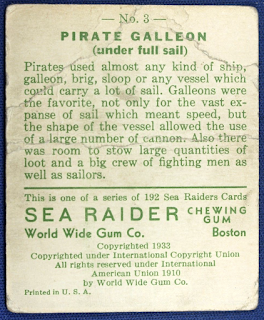 — No. 3 —
PIRATE GALLEON
(under full sail)
Pirates used almost any kind of ship,
galleon, brig, sloop or any vessel which
could carry a lot of sail. Galleons were
the favorite, not only for the vast exp-
anse of sail which meant speed, but
the shape of the vessel allowed the use
of a large number of cannon. Also there
was room to stow large quantities of
loot and a big crew of fighting men as
well as sailors.
This is one of a series of 192 Sea Raiders Cards
SEA RAIDER CHEWING GUM
World Wide Gum Co. Boston
Copyrighted 1933
Copyrighted under International Copyright Union
All rights reserved under International
American Union 1910
by World Wide Gum Co.
Printed in U. S. A.